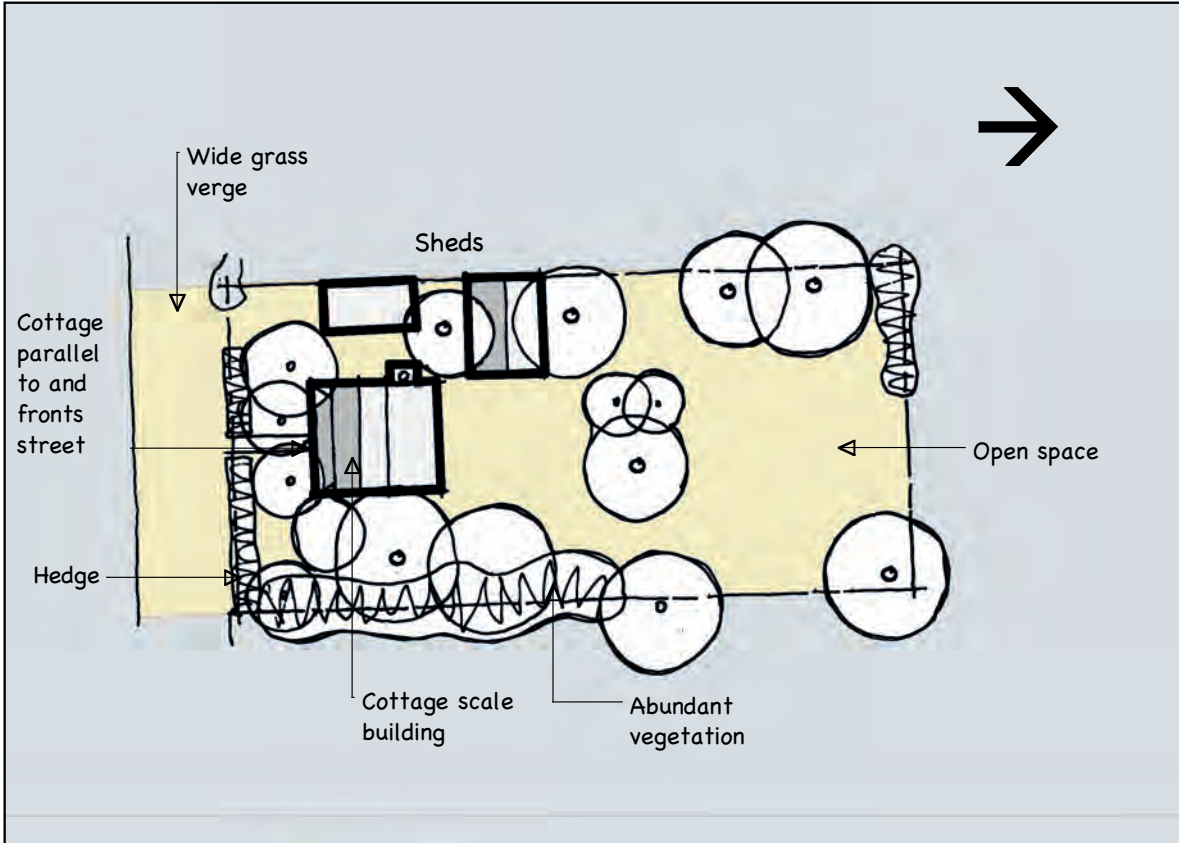 Wide grass
verge
Sheds
Cottage
parallel
to and
fronts
street
Open space
Hedge
Cottage scale
building
Abundant
vegetation